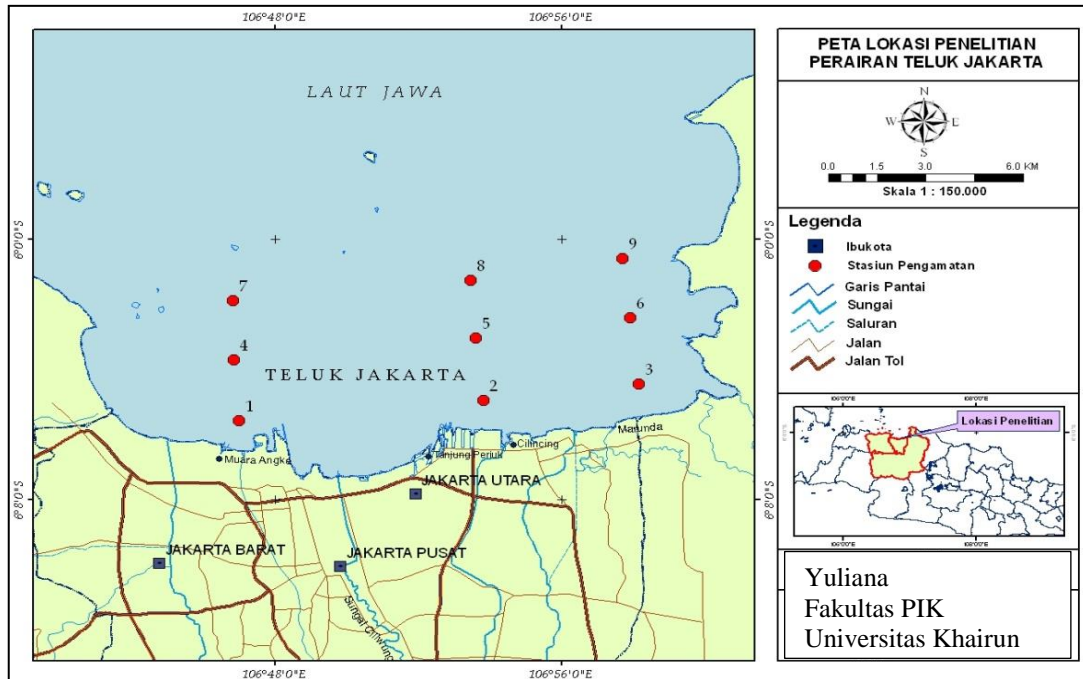 106°48'0"E
106°56'0"E
LAUT JAWA
6°0'0"S
6°0'0"S
9
8
7
6
5
4
TELUK JAKARTA
3
2
1
Marunda
Cilincing
Muara Angke
Tanjung Periuk
JAKARTA UTARA
6°8'0"S
6°8'0"S
JAKARTA BARAT
JAKARTA PUSAT
Sungai Ciliwung
106°48'0"E
106°56'0"E
PETA LOKASI PENELITIAN
PERAIRAN TELUK JAKARTA
N
W
E
S
0.0 1.5 3.0 6.0 KM
Skala 1 : 150.000
Legenda
Ibukota
Stasiun Pengamatan
Garis Pantai
Sungai
Saluran
Jalan
Jalan Tol
Lokasi Penelitian
Yuliana
Fakultas PIK
Universitas Khairun